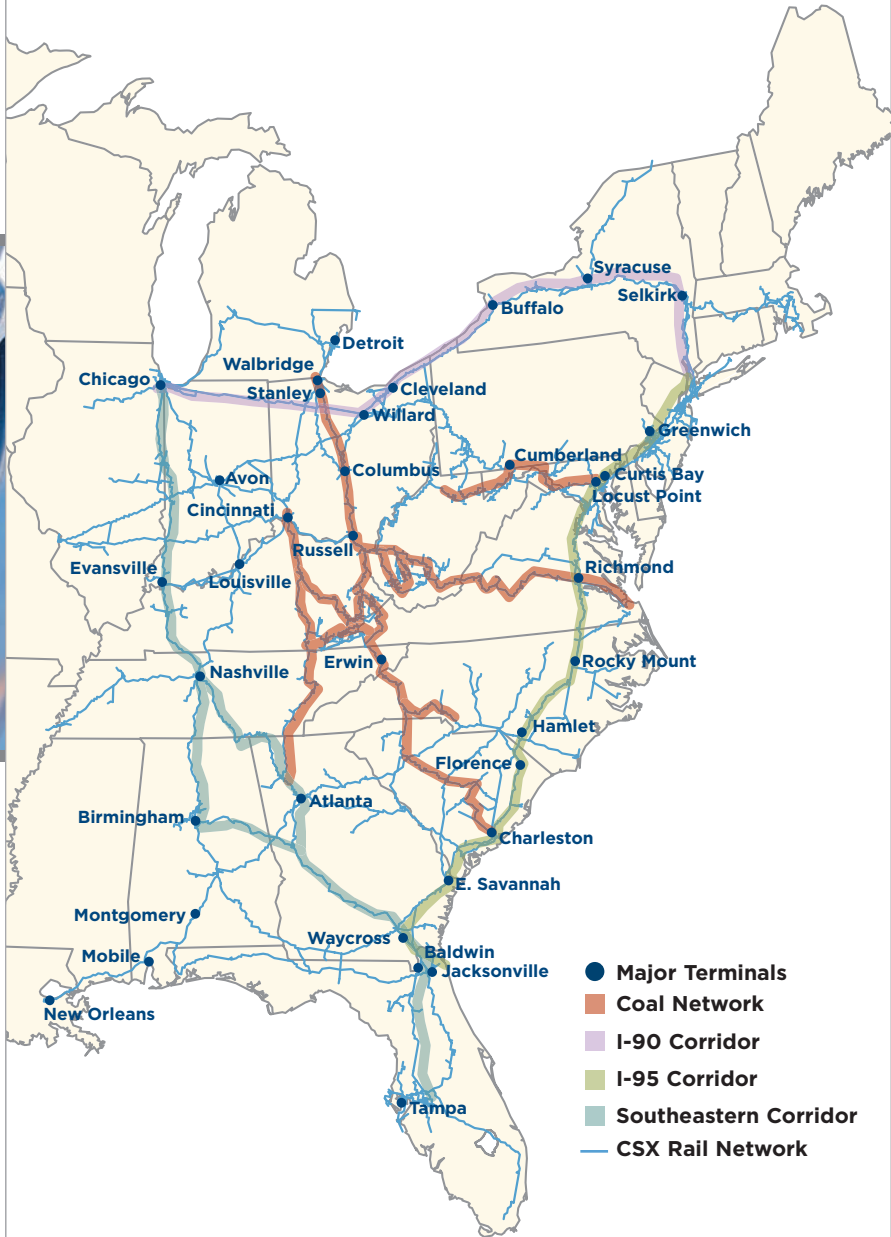 Syracuse
Selkirk
Buffalo
Detroit
Walbridge
Chicago
Stanley
Cleveland
Willard
Greenwich
Cumberland
Columbus
Curtis Bay
Avon
Locust Point
Cincinnati
Russell
Evansville
Louisville
Richmond
Erwin
Rocky Mount
Nashville
Hamlet
Florence
Atlanta
Birmingham
Charleston
E. Savannah
Montgomery
Waycross
Baldwin
Mobile
Jacksonville
New Orleans
Tampa
Major Terminals
Coal Network
I-90 Corridor
I-95 Corridor
Southeastern Corridor
CSX Rail Network